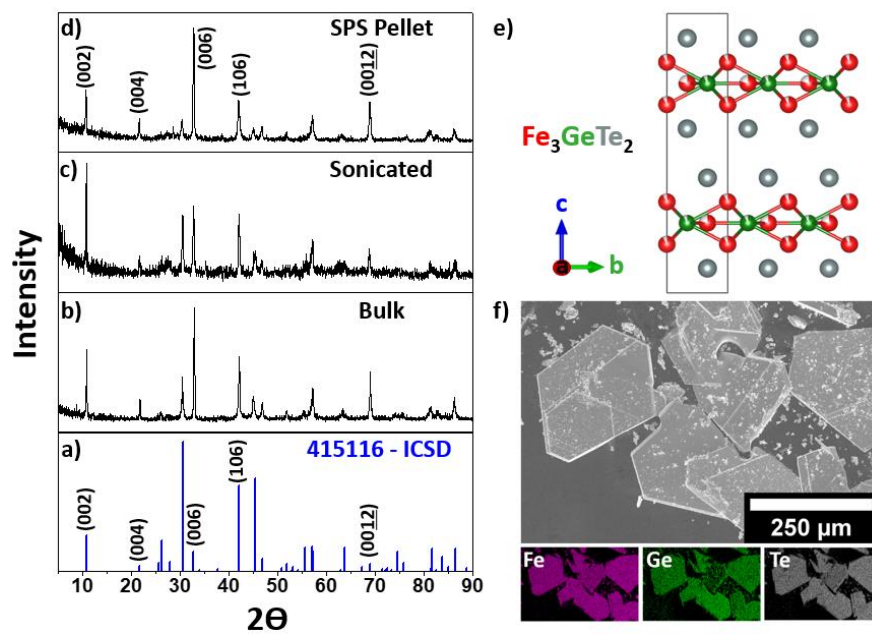 d)
SPS Pellet
(002)
(004)
(006)
(106)
(0012)
c)
Sonicated
b)
Bulk
a)
415116 - ICSD
(002)
(004)
(006)
(106)
(0012)
Intensity
10 20 30 40 50 60 70 80 90
2Θ
e)
Fe3GeTe2
c
a
b
f)
250 µm
Fe
Ge
Te